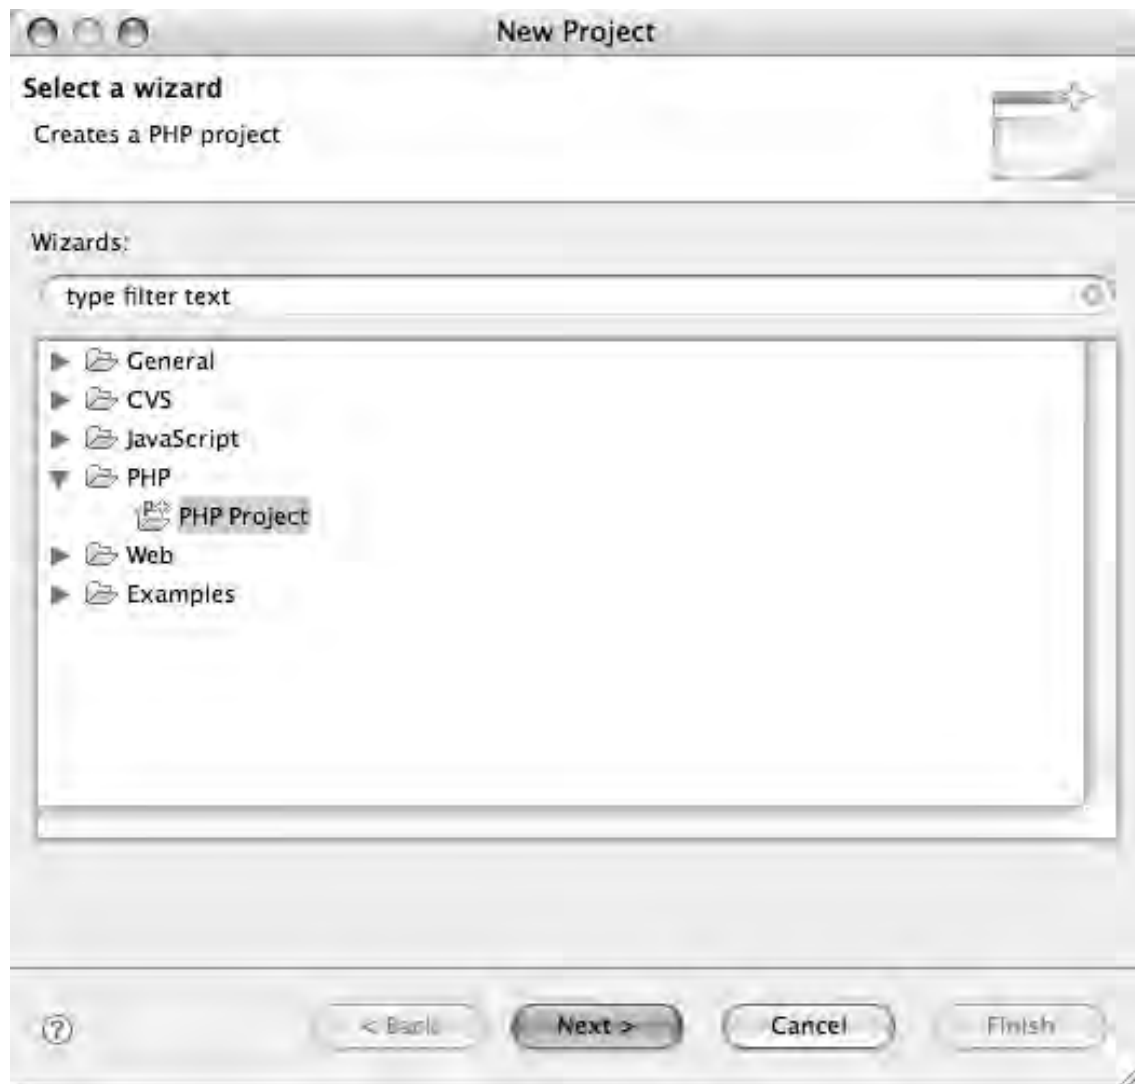 New Project
Select a wizard
Creates a PHP project
Wizards:
type filter text
General
CVS
JavaScript
PHP
PHP Project
Web
Examples
?
< Back
Next >
Cancel
Finish